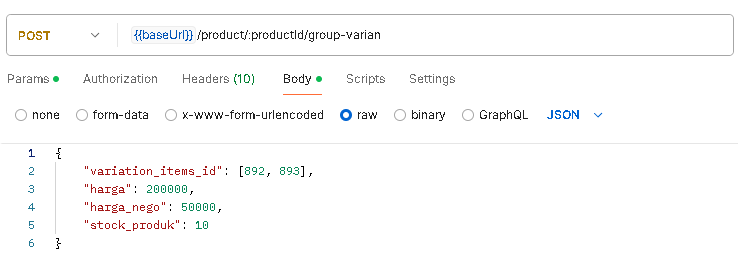 POST {{baseUrl}} /product/:productId/group-varian
Params Authorization Headers (10) Body Scripts Settings
none form-data x-www-form-urlencoded raw binary GraphQL JSON
1 {
2 "variation_items_id": [892, 893],
3 "harga": 200000,
4 "harga_nego": 50000,
5 "stock_produk": 10
6 }